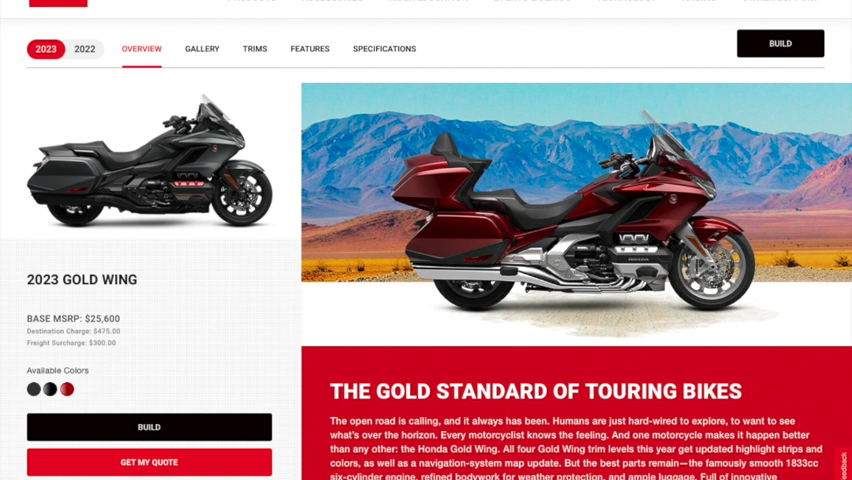 2023 2022 OVERVIEW GALLERY TRIMS FEATURES SPECIFICATIONS BUILD
2023 GOLD WING
BASE MSRP: $25,600
Destination Charge: $475.00
Freight Surcharge: $300.00
Available Colors
BUILD
GET MY QUOTE
HONDA
THE GOLD STANDARD OF TOURING BIKES
The open road is calling, and it always has been. Humans are just hard-wired to explore, to want to see
what's over the horizon. Every motorcyclist knows the feeling. And one motorcycle makes it happen better
than any other: the Honda Gold Wing. All four Gold Wing trim levels this year get updated highlight strips and
colors, as well as a navigation-system map update. But the best parts remain—the famously smooth 1833cc
six-cylinder engine, refined bodywork for weather protection, and ample luggage. Full of innovative